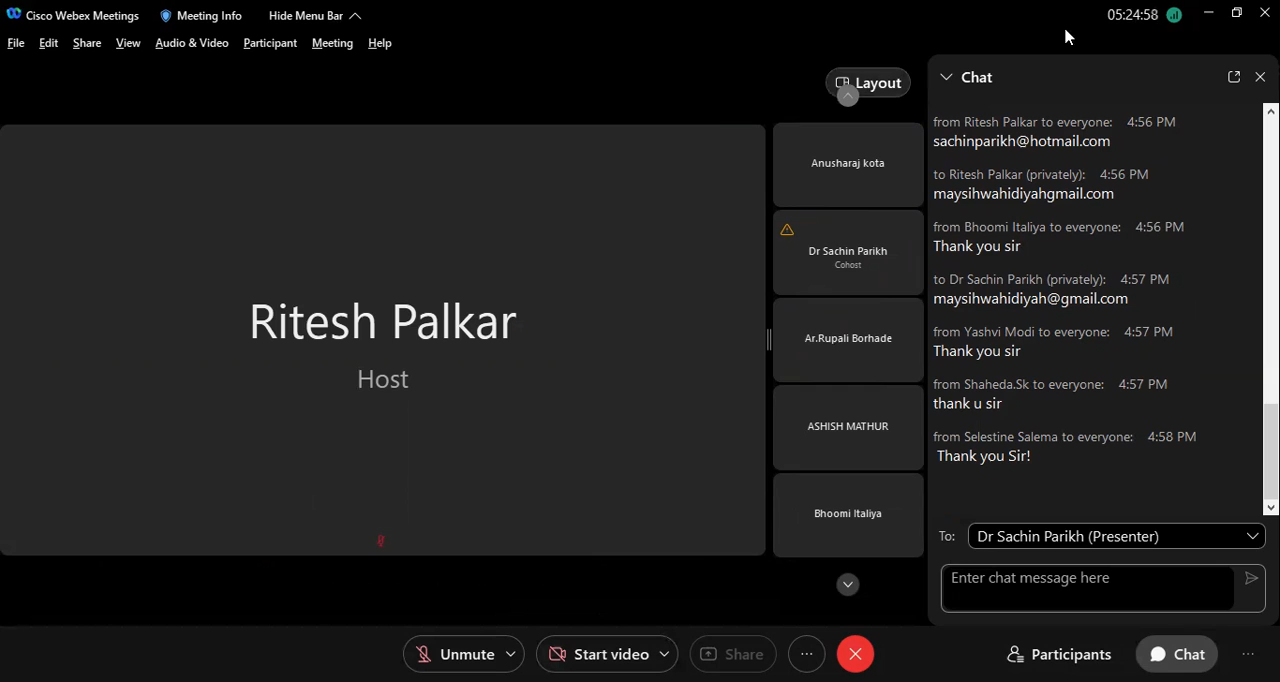 Cisco Webex Meetings
Meeting Info
Hide Menu Bar
05:24:58
File Edit Share View Audio & Video Participant Meeting Help
Layout
Ritesh Palkar
Host
Anusharaj kota
Dr Sachin Parikh
Cohost
Ar.Rupali Borhade
ASHISH MATHUR
Bhoomi Italiya
Chat
from Ritesh Palkar to everyone: 4:56 PM
sachinparikh@hotmail.com
to Ritesh Palkar (privately): 4:56 PM
maysihwahidiyahgmail.com
from Bhoomi Italiya to everyone: 4:56 PM
Thank you sir
to Dr Sachin Parikh (privately): 4:57 PM
maysihwahidiyah@gmail.com
from Yashvi Modi to everyone: 4:57 PM
Thank you sir
from Shaheda.Sk to everyone: 4:57 PM
thank u sir
from Selestine Salema to everyone: 4:58 PM
Thank you Sir!
To: Dr Sachin Parikh (Presenter)
Enter chat message here
Unmute
Start video
Share
Participants
Chat